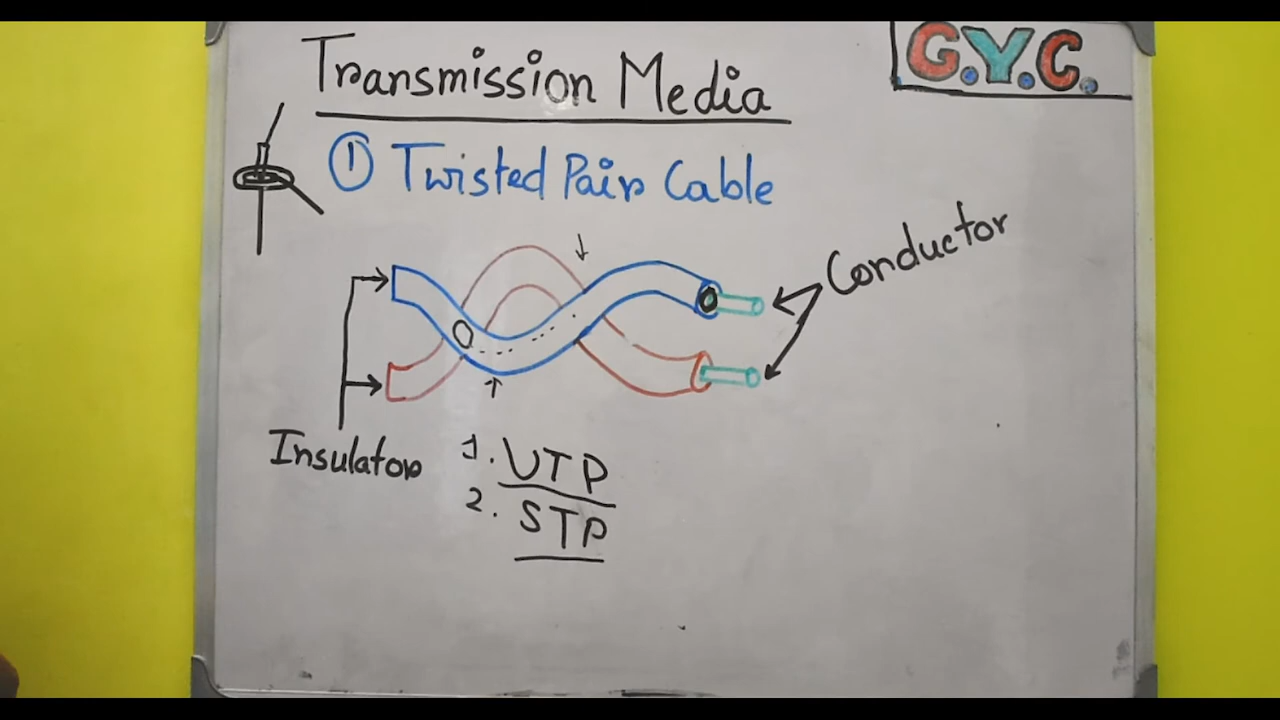 Transmission Media
G.Y.C.
① Twisted Pair Cable
Conductor
Insulator
1. UTP
2. STP